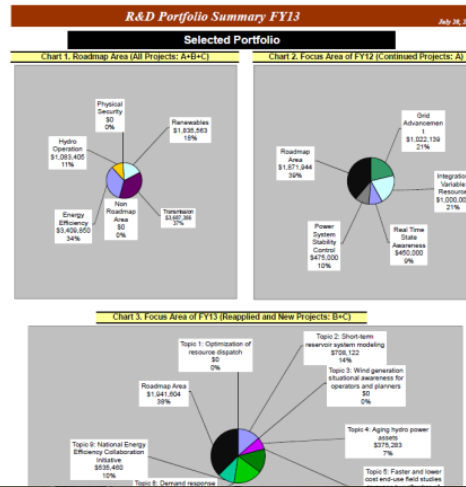 R&D Portfolio Summary FY13
July 26, 2
Selected Portfolio
Chart 1. Roadmap Area (All Projects: A+B+C)
Chart 2. Focus Area of FY12 (Continued Projects: A)
Physical
Security
$0
0%
Renewables
$1,835,563
18%
Hydro
Operation
$1,083,405
11%
Energy
Efficiency
$3,409,850
34%
Non
Roadmap
Area
$0
0%
Transmission
37%
Grid
Advancemen
t
$1,022,139
21%
Roadmap
Area
$1,871,944
39%
Integratio
Variable
Resourc
$1,000,00
21%
Power
System
Stability
Control
$475,000
10%
Real Time
State
Awareness
$450,000
9%
Chart 3. Focus Area of FY13 (Reapplied and New Projects: B+C)
Topic 1: Optimization of
resource dispatch
$0
0%
Topic 2: Short-term
reservoir system modeling
$708,122
14%
Topic 3: Wind generation
situational awareness for
operators and planners
$0
0%
Roadmap Area
$1,941,604
38%
Topic 4: Aging hydro power
assets
$375,283
7%
Topic 9: National Energy
Efficiency Collaboration
Initiative
$535,460
10%
Topic 5: Faster and lower
cost end-use field studies
Topic 8: Demand response